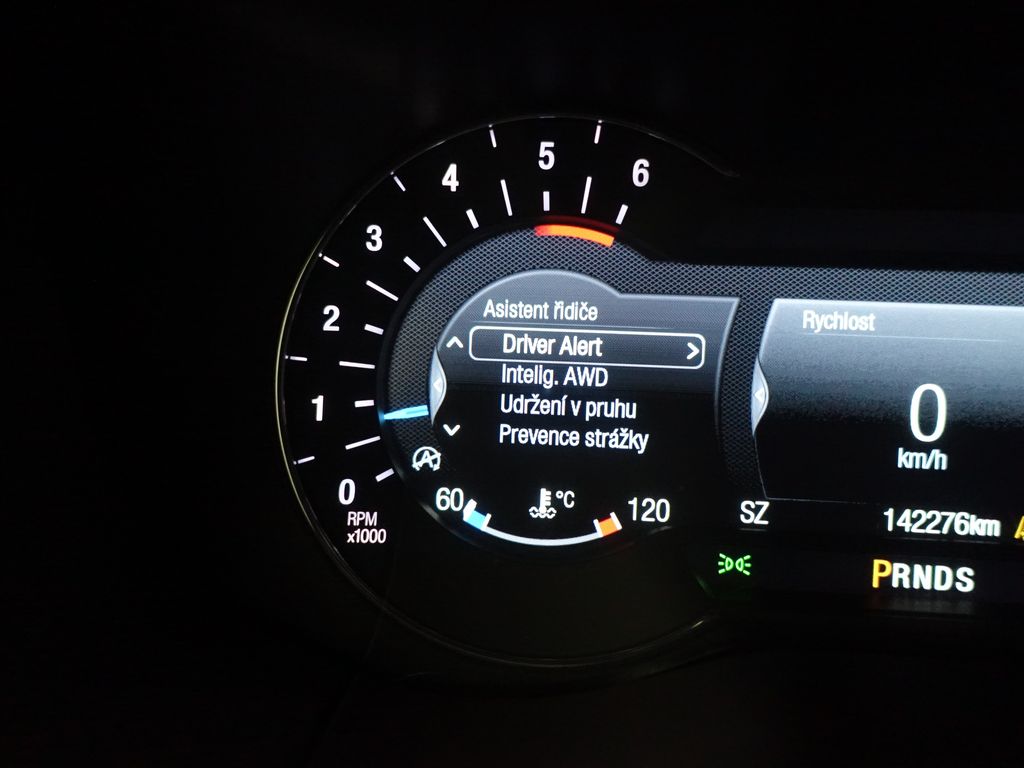 6
5
4
3
2
1
0
RPM
x1000
Asistent řidiče
Driver Alert
Intelig. AWD
Udržení v pruhu
Prevence strážky
60 °C 120
Rychlost
0
km/h
SZ 142276km
PRNDS